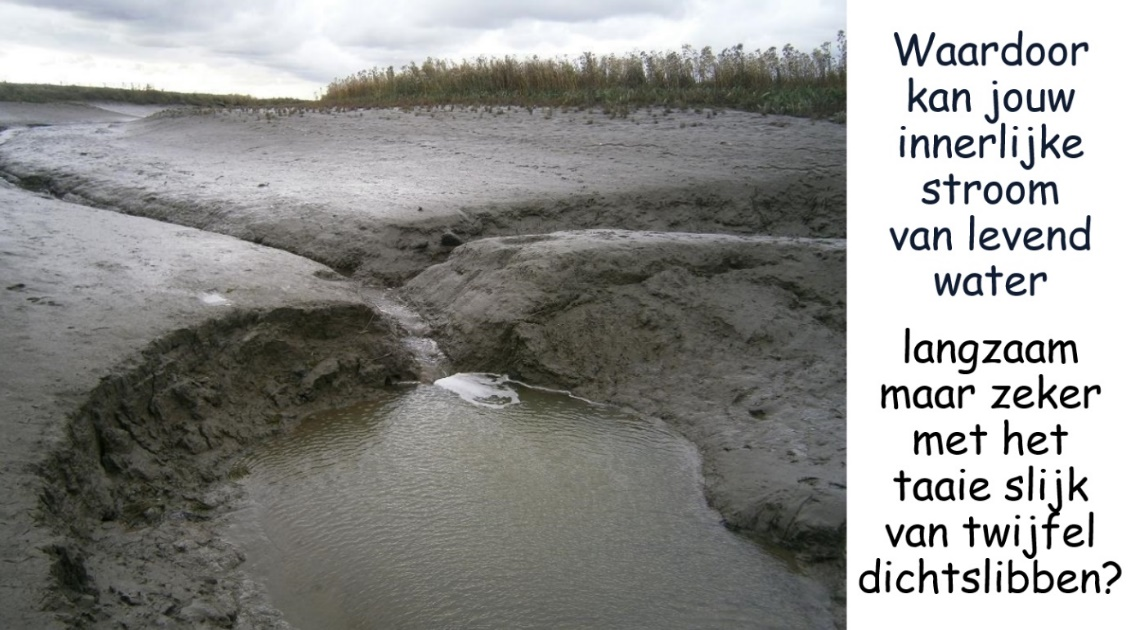 Waardoor
kan jouw
innerlijke
stroom
van levend
water
langzaam
maar zeker
met het
taaie slijk
van twijfel
dichtslibben?